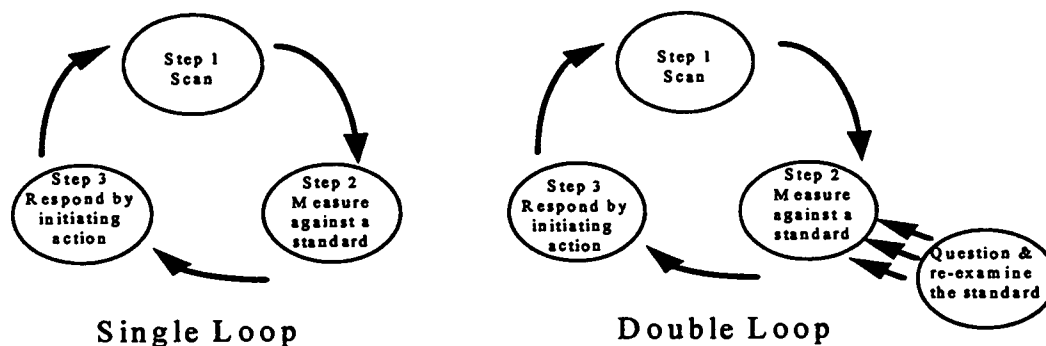 Step 1
Scan
Step 2
Measure
against a
standard
Step 3
Respond by
initiating
action
Single Loop
Step 1
Scan
Step 2
Measure
against a
standard
Question &
re-examine
the standard
Step 3
Respond by
initiating
action
Double Loop